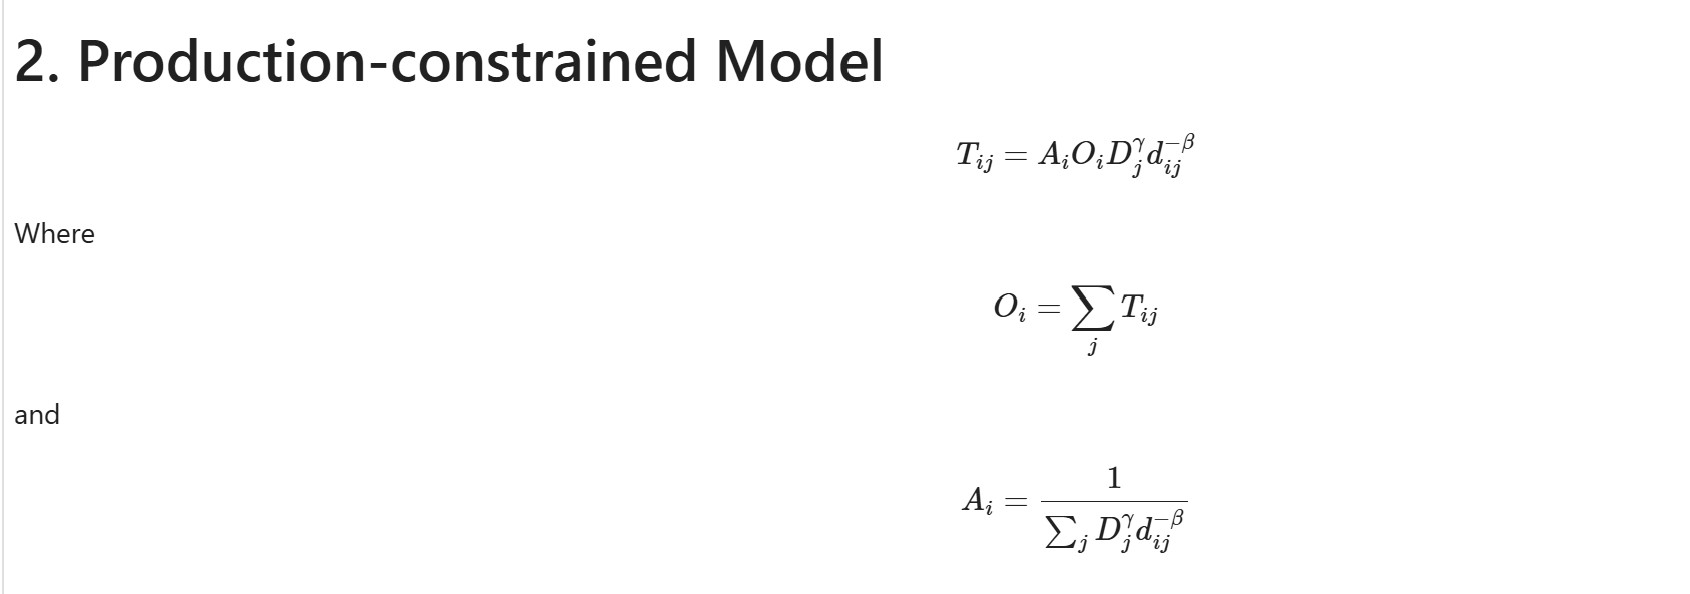 2. Production-constrained Model
$$T_{ij} = A_i O_i D_j^{\gamma} d_{ij}^{-\beta}$$
Where
$$O_i = \sum_j T_{ij}$$
and
$$A_i = \frac{1}{\sum_j D_j^{\gamma} d_{ij}^{-\beta}}$$